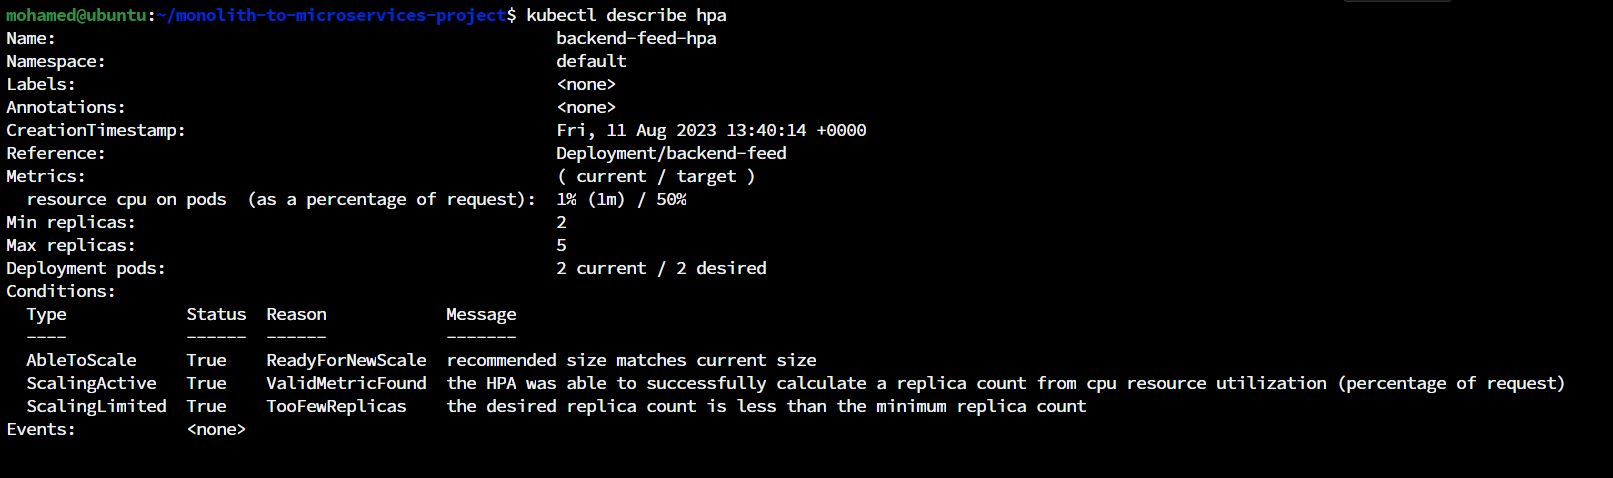 mohamed@ubuntu:~/monolith-to-microservices-project$ kubectl describe hpa
Name:                                                  backend-feed-hpa
Namespace:                                             default
Labels:                                                <none>
Annotations:                                           <none>
CreationTimestamp:                                     Fri, 11 Aug 2023 13:40:14 +0000
Reference:                                             Deployment/backend-feed
Metrics:                                               ( current / target )
  resource cpu on pods  (as a percentage of request):  1% (1m) / 50%
Min replicas:                                          2
Max replicas:                                          5
Deployment pods:                                       2 current / 2 desired
Conditions:
  Type            Status  Reason            Message
  ----            ------  ------            -------
  AbleToScale     True    ReadyForNewScale  recommended size matches current size
  ScalingActive   True    ValidMetricFound  the HPA was able to successfully calculate a replica count from cpu resource utilization (percentage of request)
  ScalingLimited  True    TooFewReplicas    the desired replica count is less than the minimum replica count
Events:           <none>